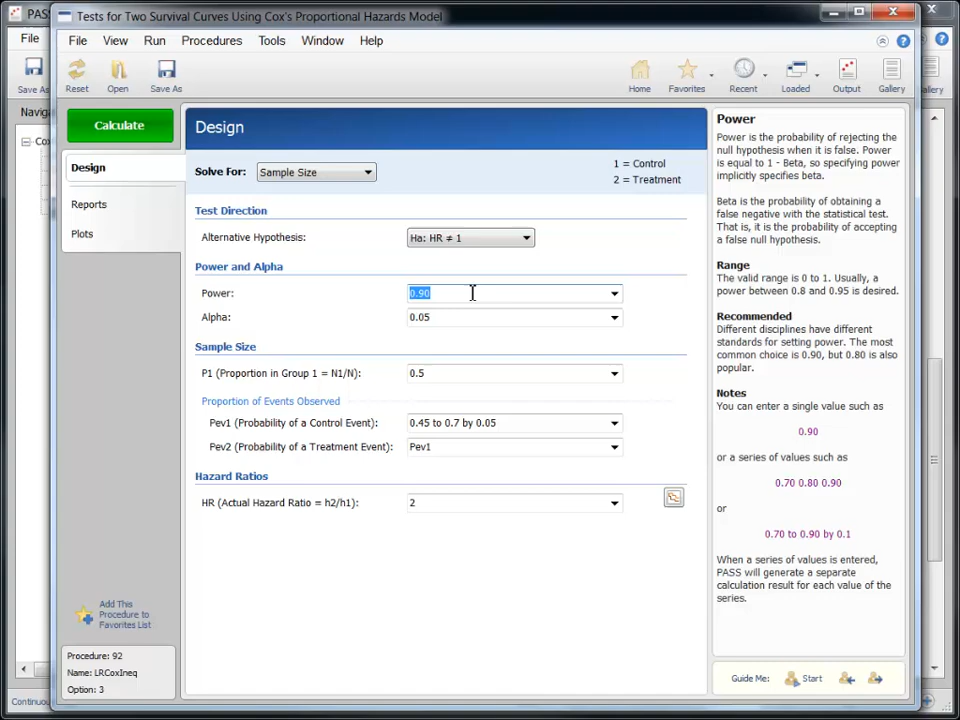 PASS
Tests for Two Survival Curves Using Cox's Proportional Hazards Model
File
File View Run Procedures Tools Window Help
Save As
Reset Open Save As
Home Favorites Recent Loaded Output Gallery
Calculate
Design
Reports
Plots
Design
Solve For: Sample Size
1 = Control
2 = Treatment
Test Direction
Alternative Hypothesis: Ha: HR ≠ 1
Power and Alpha
Power: 0.90
Alpha: 0.05
Sample Size
P1 (Proportion in Group 1 = N1/N): 0.5
Proportion of Events Observed
Pev1 (Probability of a Control Event): 0.45 to 0.7 by 0.05
Pev2 (Probability of a Treatment Event): Pev1
Hazard Ratios
HR (Actual Hazard Ratio = h2/h1): 2
Add This
Procedure to
Favorites List
Procedure: 92
Name: LRCoxIneq
Option: 3
Power
Power is the probability of rejecting the
null hypothesis when it is false. Power
is equal to 1 - Beta, so specifying power
implicitly specifies beta.
Beta is the probability of obtaining a
false negative with the statistical test.
That is, it is the probability of accepting
a false null hypothesis.
Range
The valid range is 0 to 1. Usually, a
power between 0.8 and 0.95 is desired.
Recommended
Different disciplines have different
standards for setting power. The most
common choice is 0.90, but 0.80 is also
popular.
Notes
You can enter a single value such as
0.90
or a series of values such as
0.70 0.80 0.90
or
0.70 to 0.90 by 0.1
When a series of values is entered,
PASS will generate a separate
calculation result for each value of the
series.
Guide Me: Start